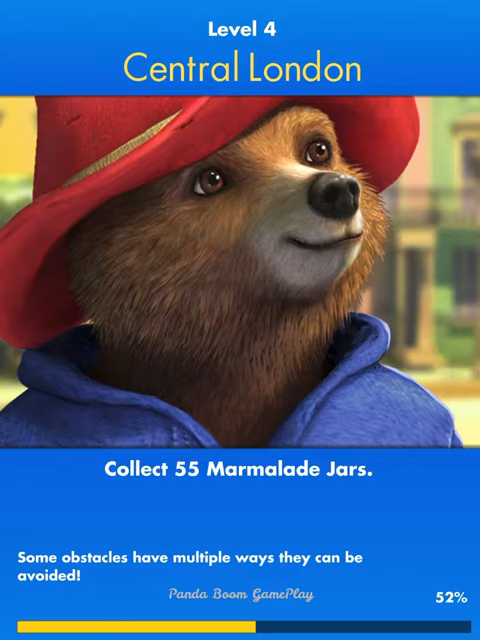 Level 4
Central London
Collect 55 Marmalade Jars.
Some obstacles have multiple ways they can be
avoided!
Panda Boom GamePlay
52%